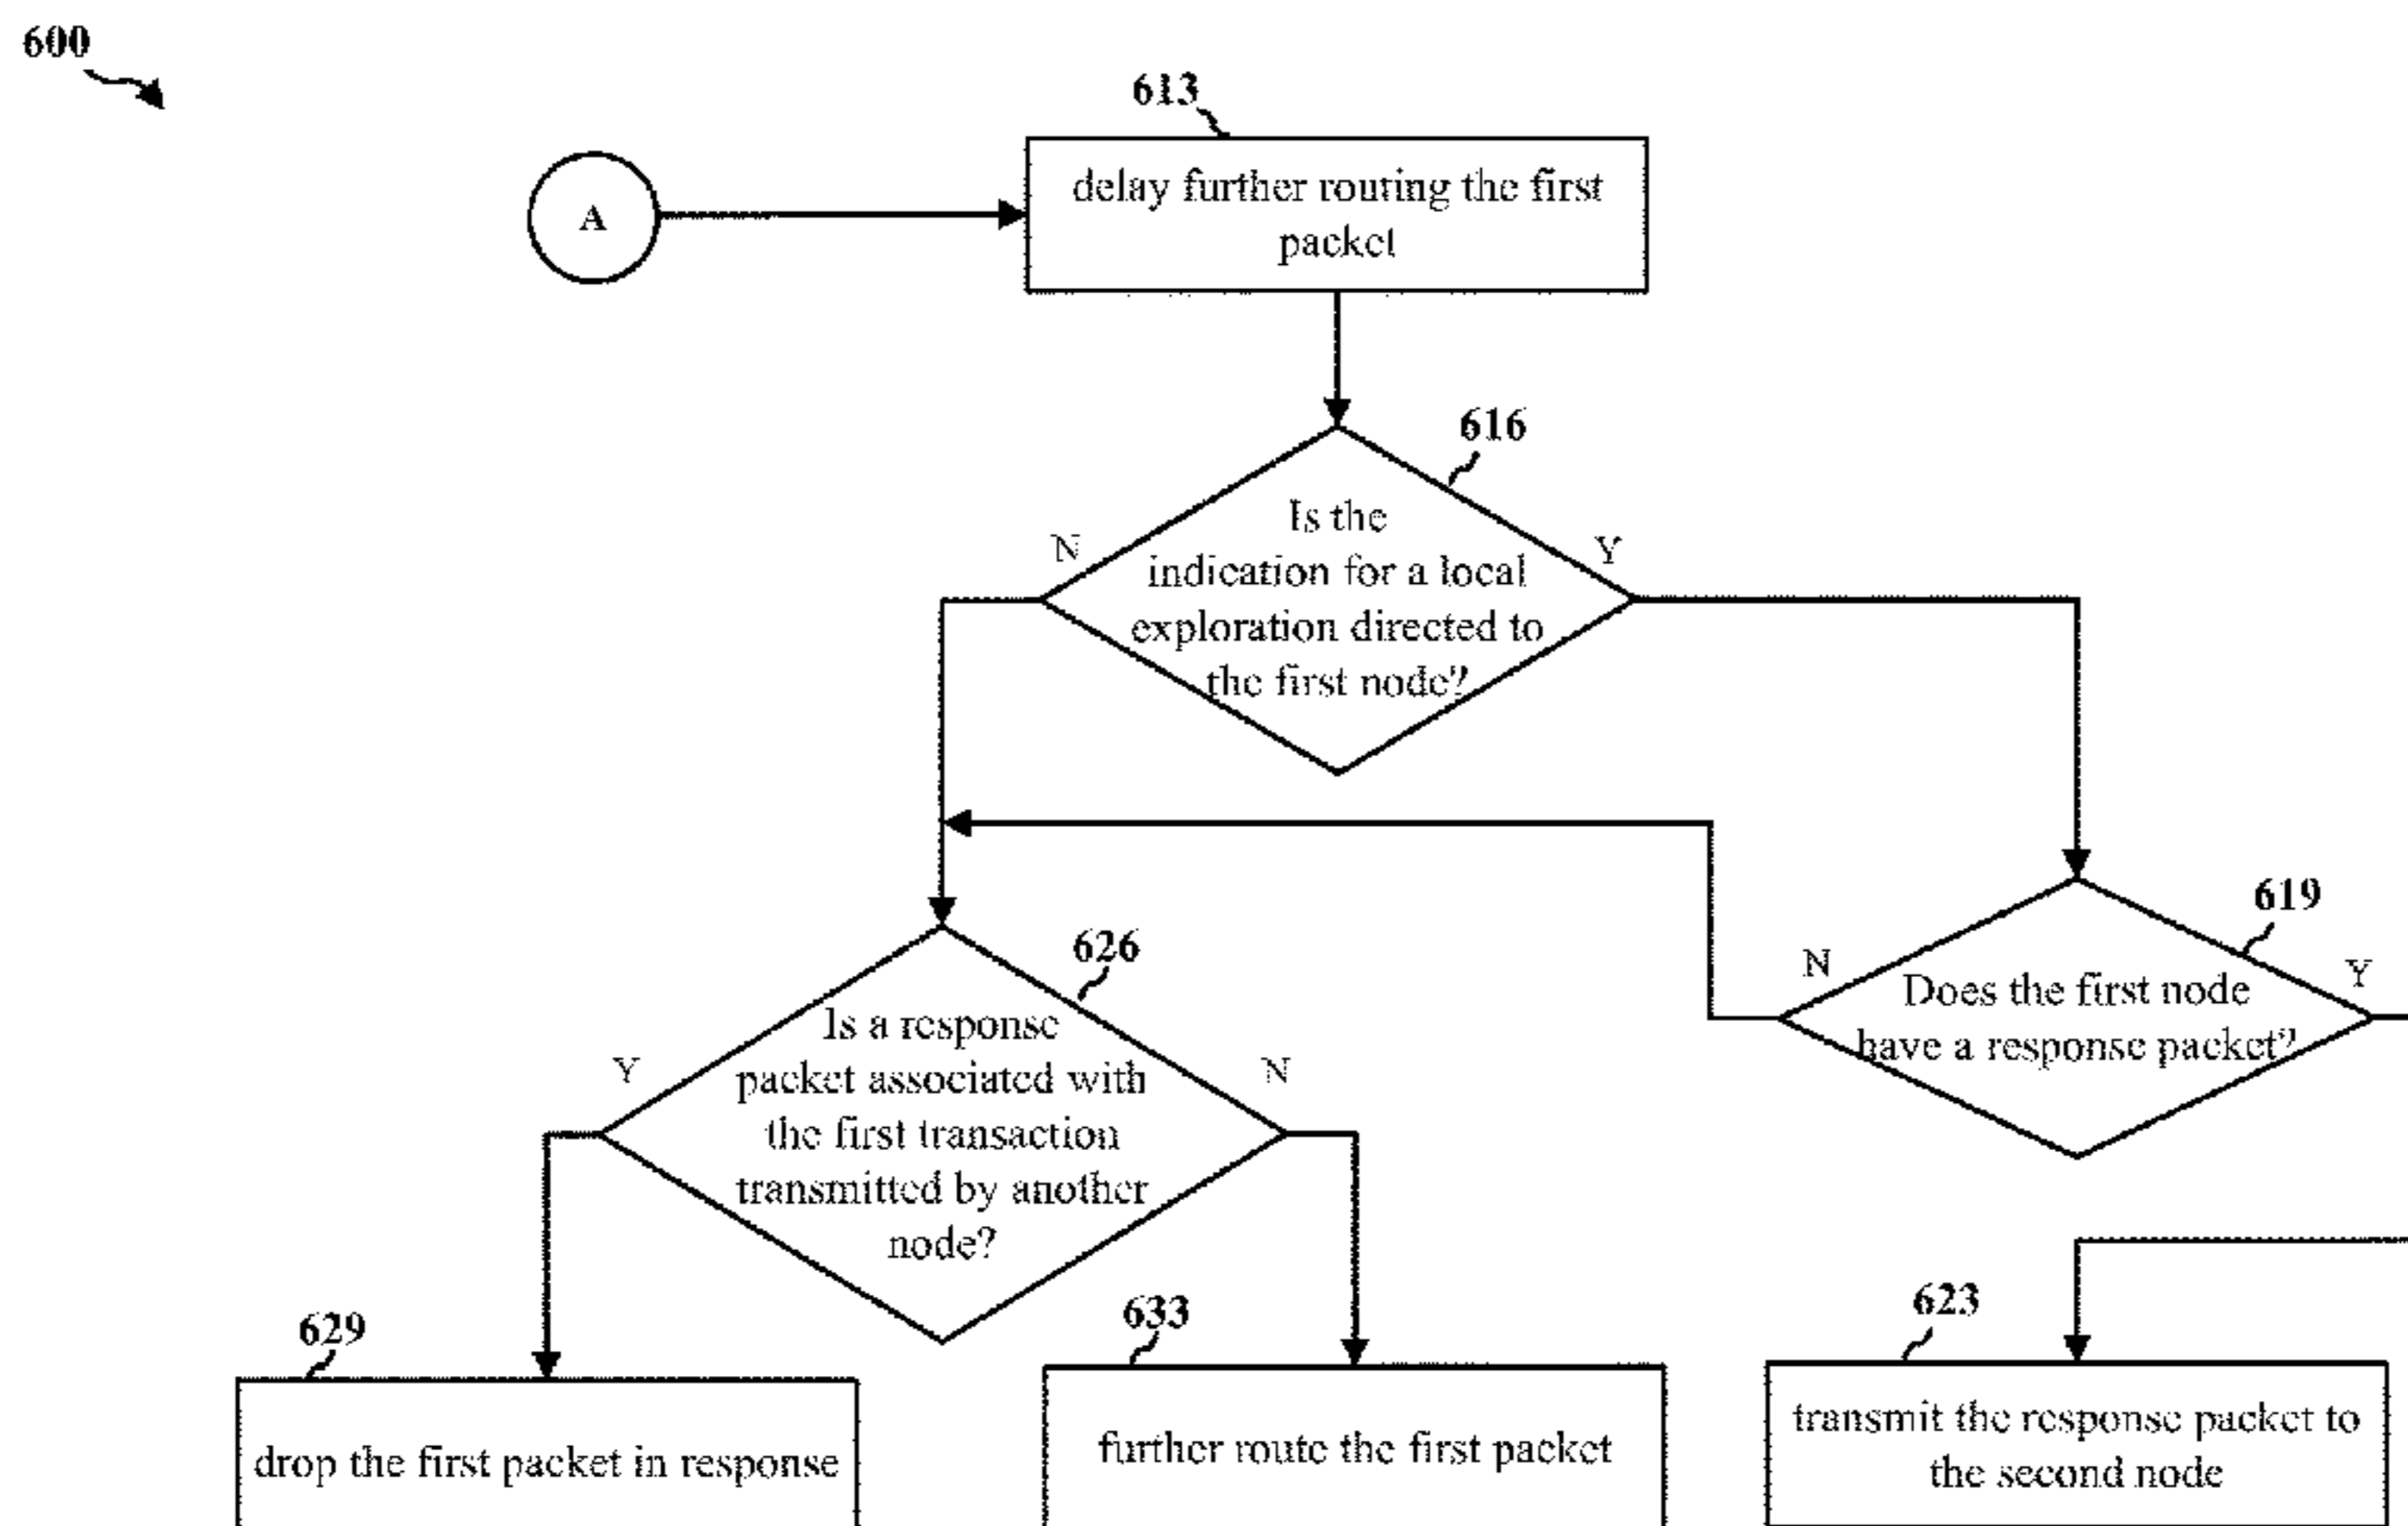 600
613
A
delay further routing the first
packet
616
N
Y
Is the
indication for a local
exploration directed to
the first node?
619
N
Y
Does the first node
have a response packet?
626
Y
N
Is a response
packet associated with
the first transaction
transmitted by another
node?
629
drop the first packet in response
633
further route the first packet
623
transmit the response packet to
the second node